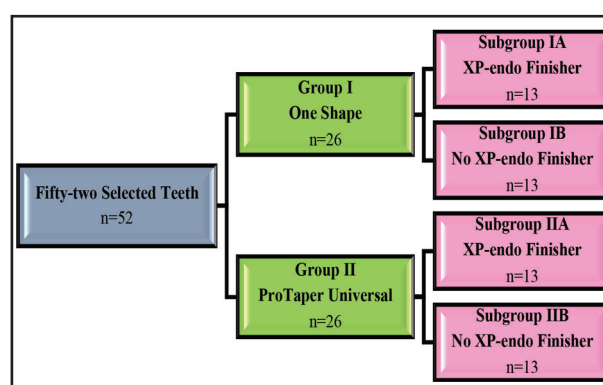 Fifty-two Selected Teeth
n=52
Group I
One Shape
n=26
Group II
ProTaper Universal
n=26
Subgroup IA
XP-endo Finisher
n=13
Subgroup IB
No XP-endo Finisher
n=13
Subgroup IIA
XP-endo Finisher
n=13
Subgroup IIB
No XP-endo Finisher
n=13